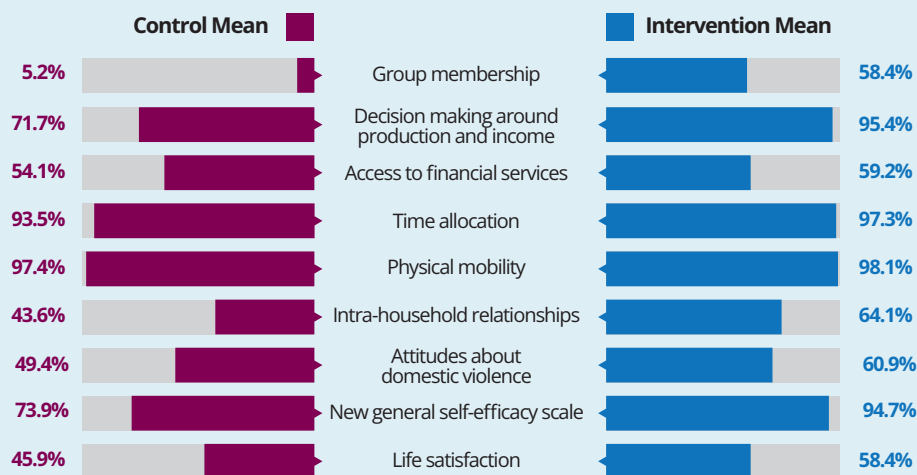 Control Mean
Intervention Mean
5.2%
Group membership
58.4%
71.7%
Decision making around
production and income
95.4%
54.1%
Access to financial services
59.2%
93.5%
Time allocation
97.3%
97.4%
Physical mobility
98.1%
43.6%
Intra-household relationships
64.1%
49.4%
Attitudes about
domestic violence
60.9%
73.9%
New general self-efficacy scale
94.7%
45.9%
Life satisfaction
58.4%